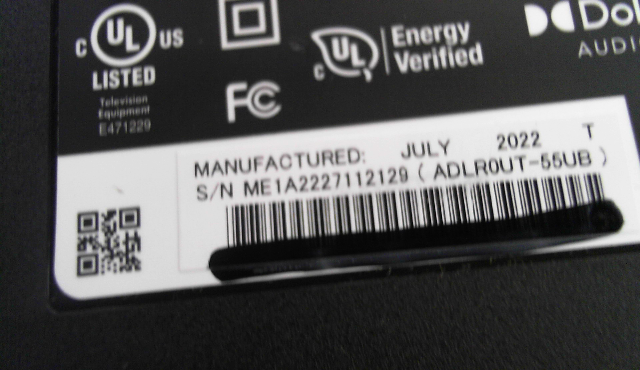 C UL US
LISTED
Television
Equipment
E471229
FC
C UL
Energy
Verified
AUDIO
MANUFACTURED: JULY 2022 T
S/N ME1A2227112129 ( ADLR0UT-55UB )